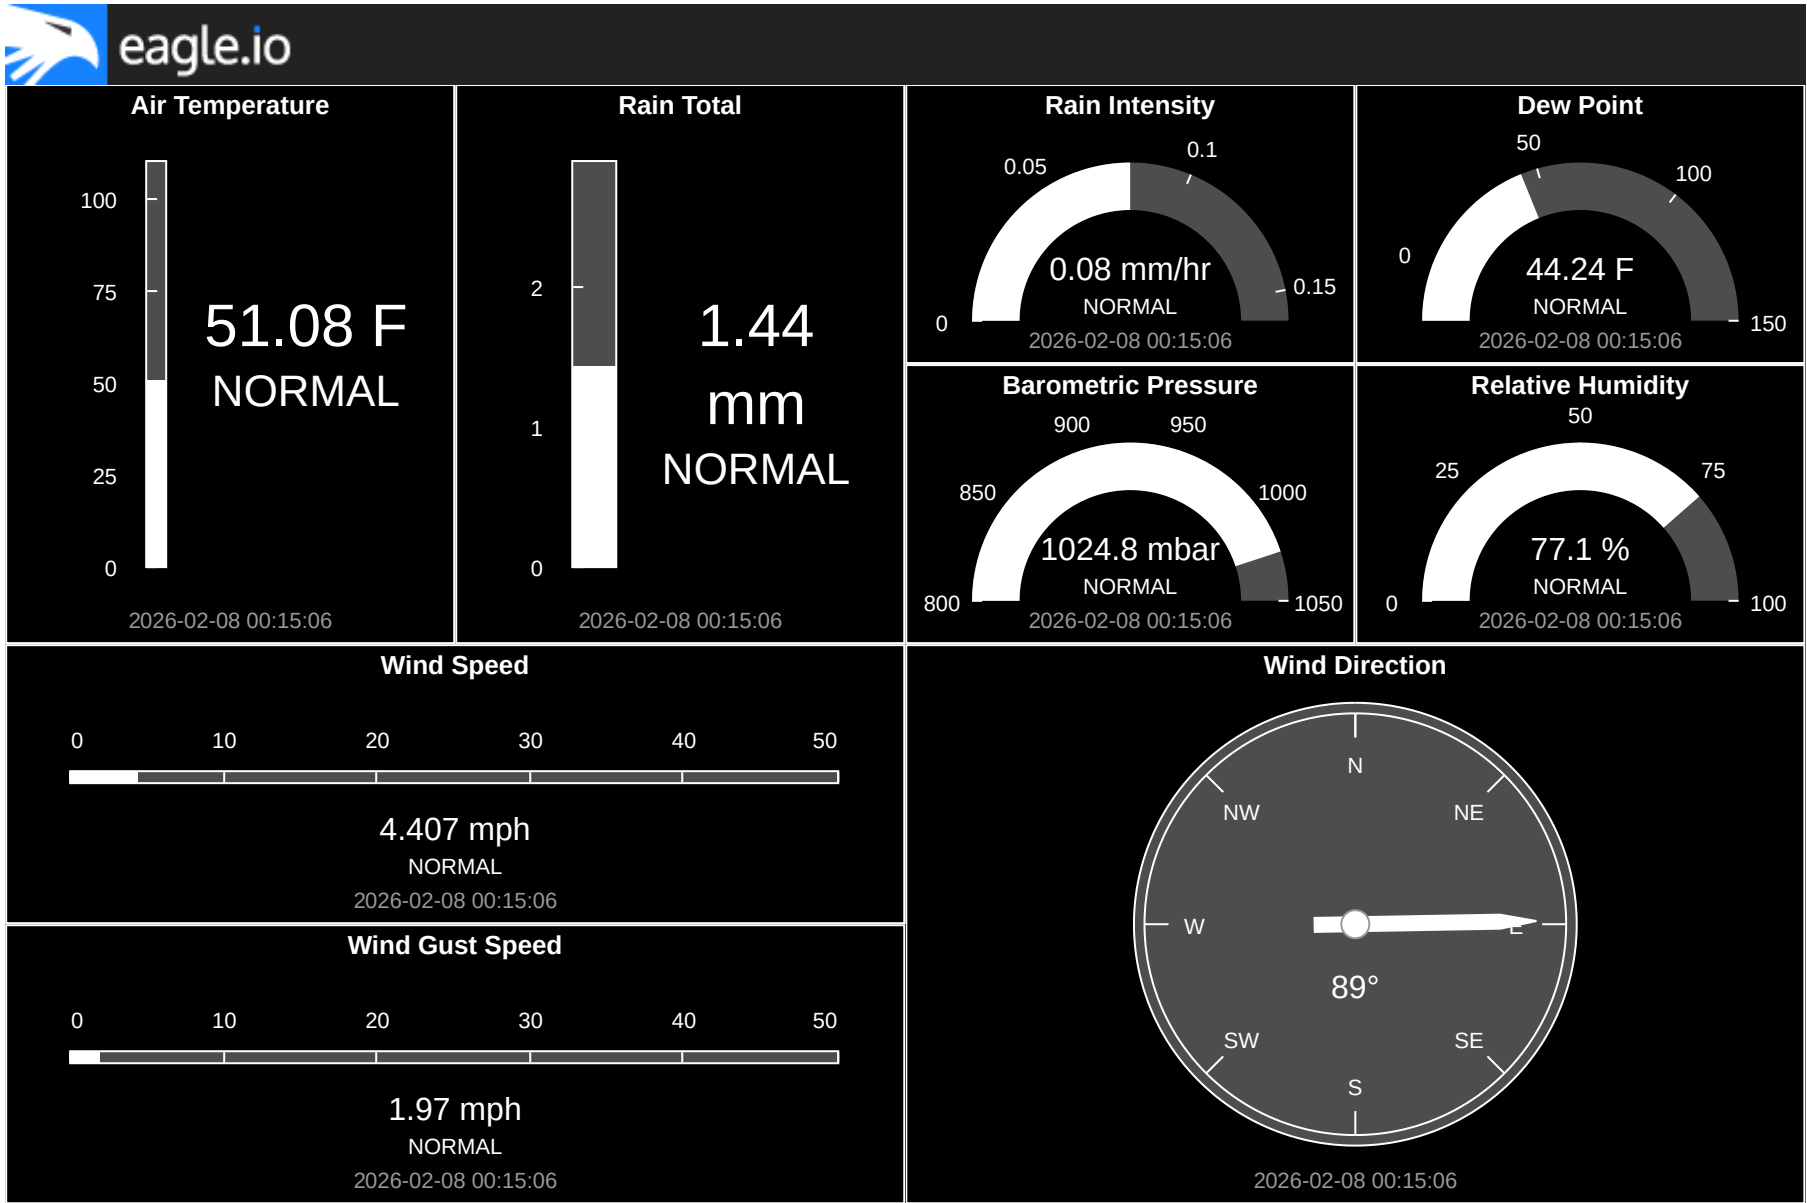 eagle.io
Air Temperature
100
75
50
25
0
51.08 F
NORMAL
2026-02-08 00:15:06
Rain Total
2
1
0
1.44
mm
NORMAL
2026-02-08 00:15:06
Rain Intensity
0
0.05
0.1
0.15
0.08 mm/hr
NORMAL
2026-02-08 00:15:06
Dew Point
0
50
100
150
44.24 F
NORMAL
2026-02-08 00:15:06
Barometric Pressure
800
850
900
950
1000
1050
1024.8 mbar
NORMAL
2026-02-08 00:15:06
Relative Humidity
0
25
50
75
100
77.1 %
NORMAL
2026-02-08 00:15:06
Wind Speed
0 10 20 30 40 50
4.407 mph
NORMAL
2026-02-08 00:15:06
Wind Gust Speed
0 10 20 30 40 50
1.97 mph
NORMAL
2026-02-08 00:15:06
Wind Direction
N
NW NE
W E
89°
SW SE
S
2026-02-08 00:15:06